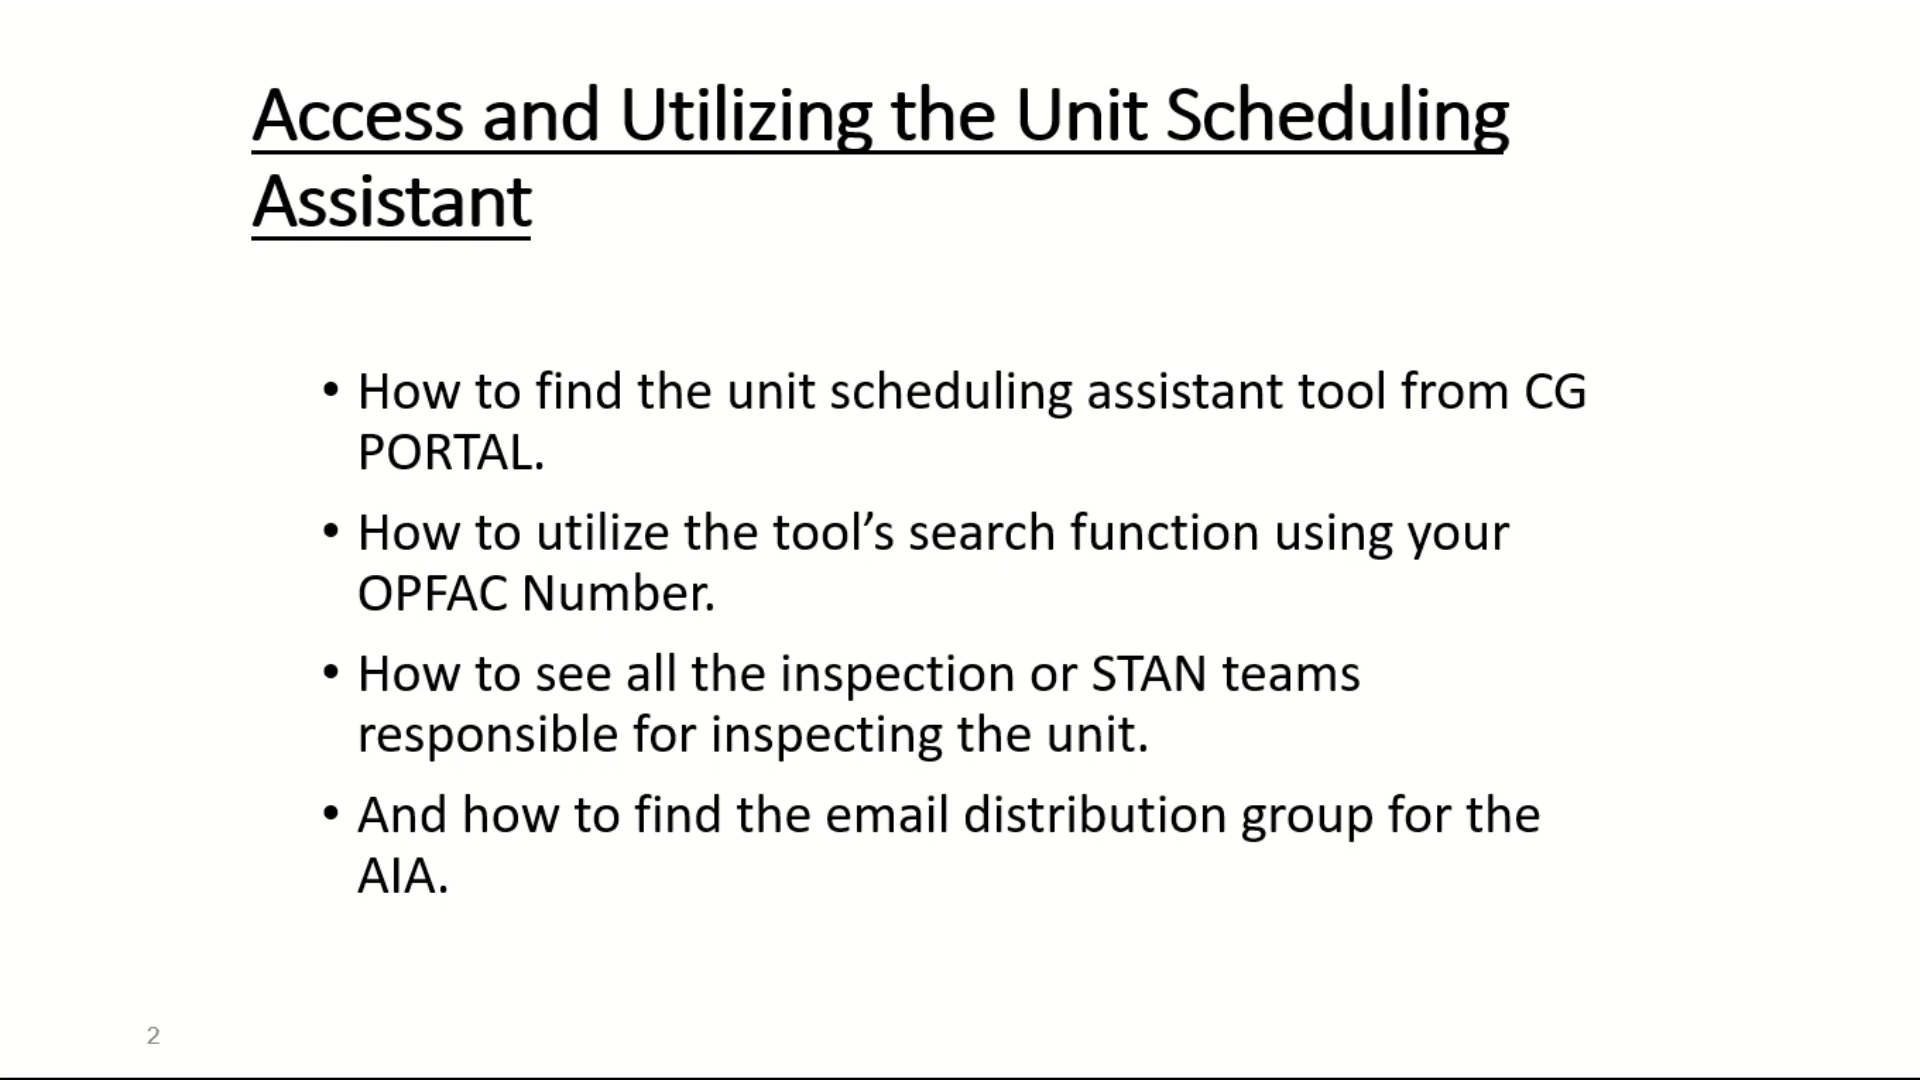 Access and Utilizing the Unit Scheduling
Assistant
• How to find the unit scheduling assistant tool from CG
PORTAL.
• How to utilize the tool’s search function using your
OPFAC Number.
• How to see all the inspection or STAN teams
responsible for inspecting the unit.
• And how to find the email distribution group for the
AIA.
2